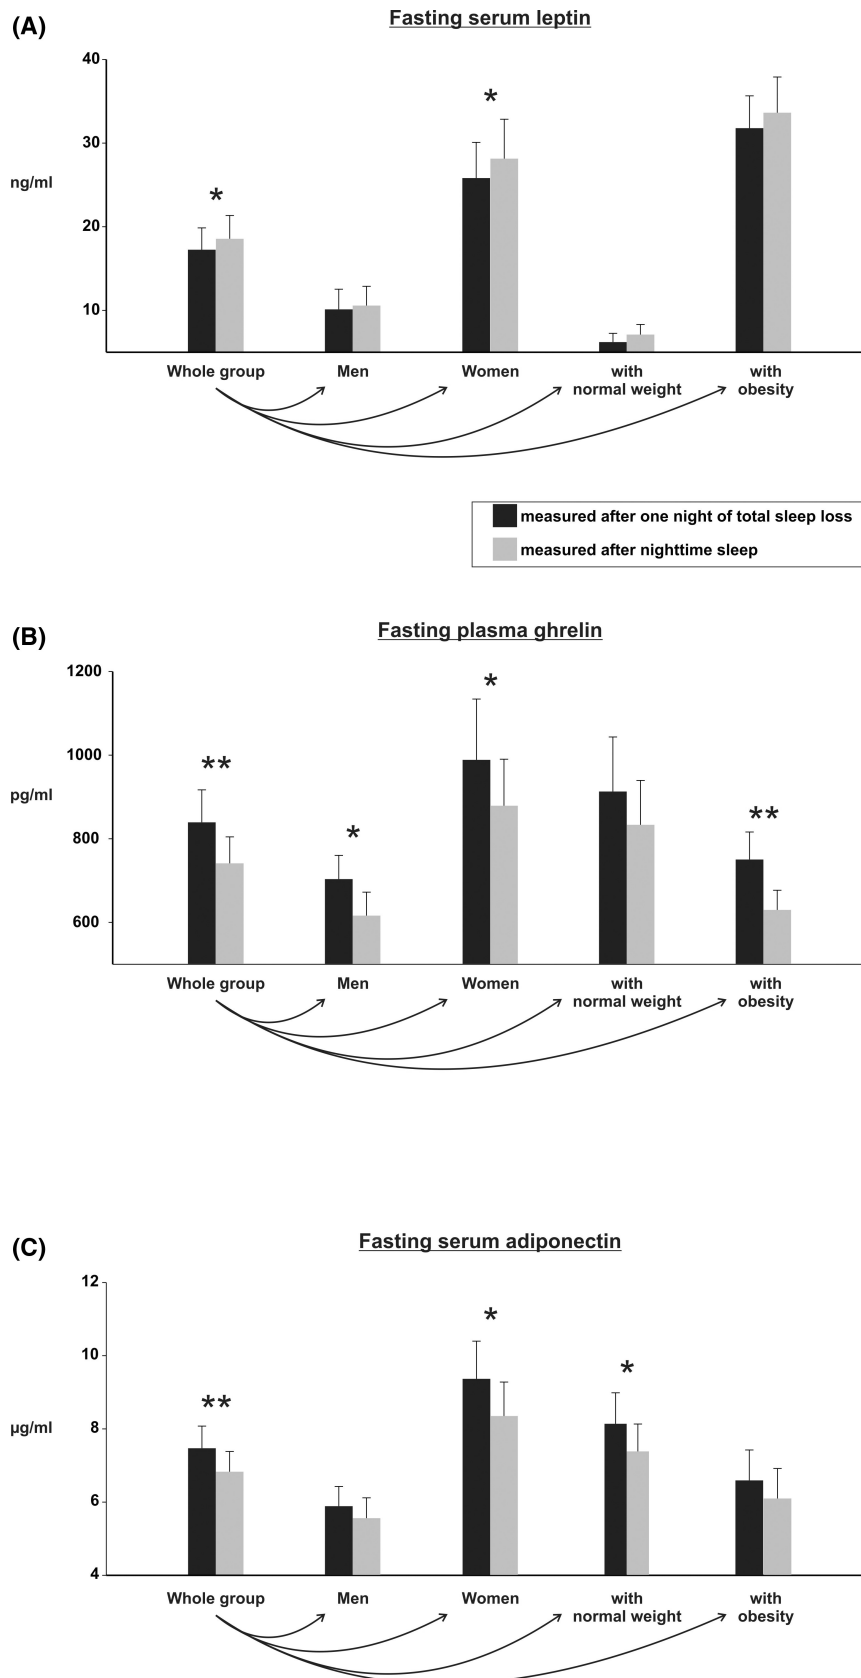 (A)
Fasting serum leptin
40
30
ng/ml
20
10
*
*
Whole group
Men
Women
with
normal weight
with
obesity
measured after one night of total sleep loss
measured after nighttime sleep
(B)
Fasting plasma ghrelin
1200
1000
pg/ml
800
600
**
*
*
**
Whole group
Men
Women
with
normal weight
with
obesity
(C)
Fasting serum adiponectin
12
10
µg/ml
8
6
4
**
*
*
Whole group
Men
Women
with
normal weight
with
obesity